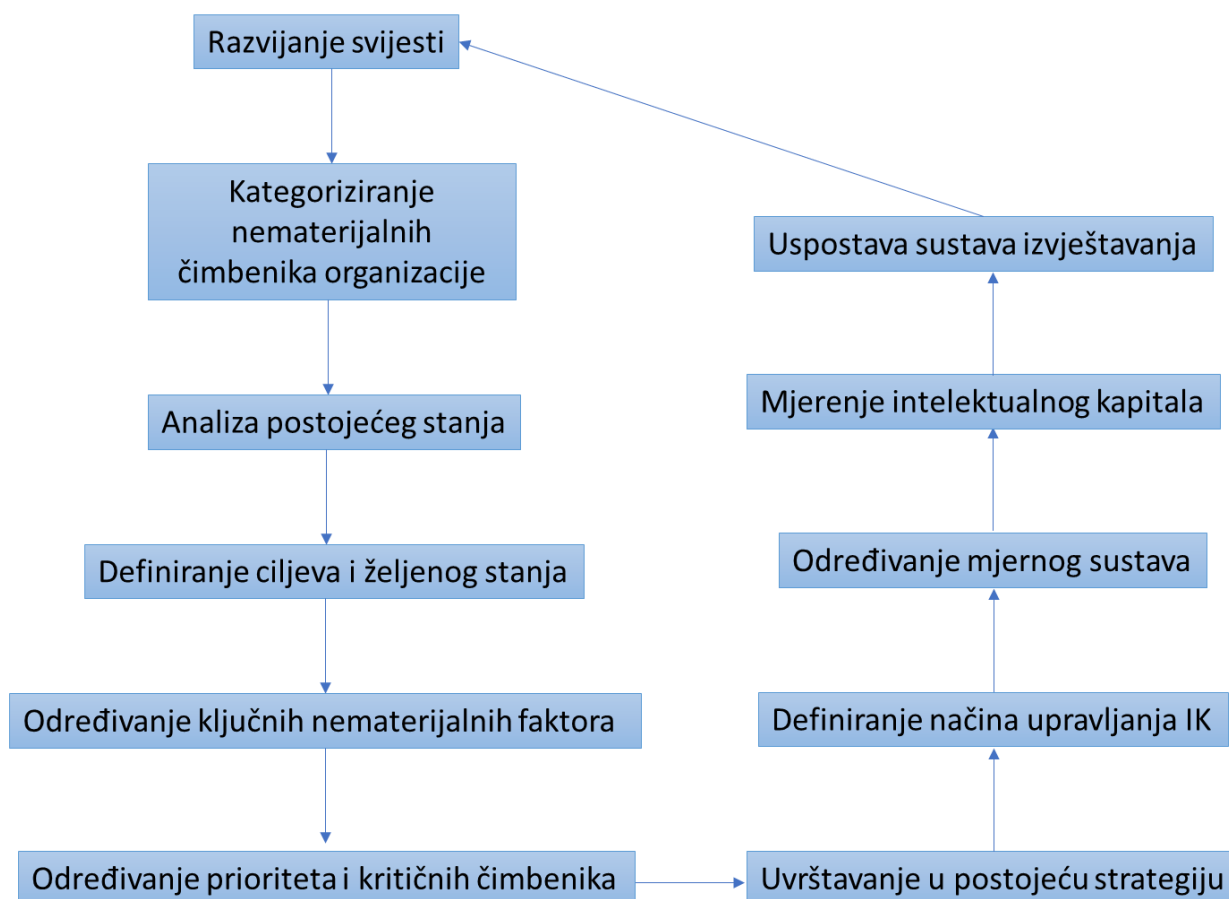 Razvijanje svijesti
Kategoriziranje
nematerijalnih
čimbenika organizacije
Analiza postojećeg stanja
Definiranje ciljeva i željenog stanja
Određivanje ključnih nematerijalnih faktora
Određivanje prioriteta i kritičnih čimbenika
Uvrštavanje u postojeću strategiju
Definiranje načina upravljanja IK
Određivanje mjernog sustava
Mjerenje intelektualnog kapitala
Uspostava sustava izvještavanja